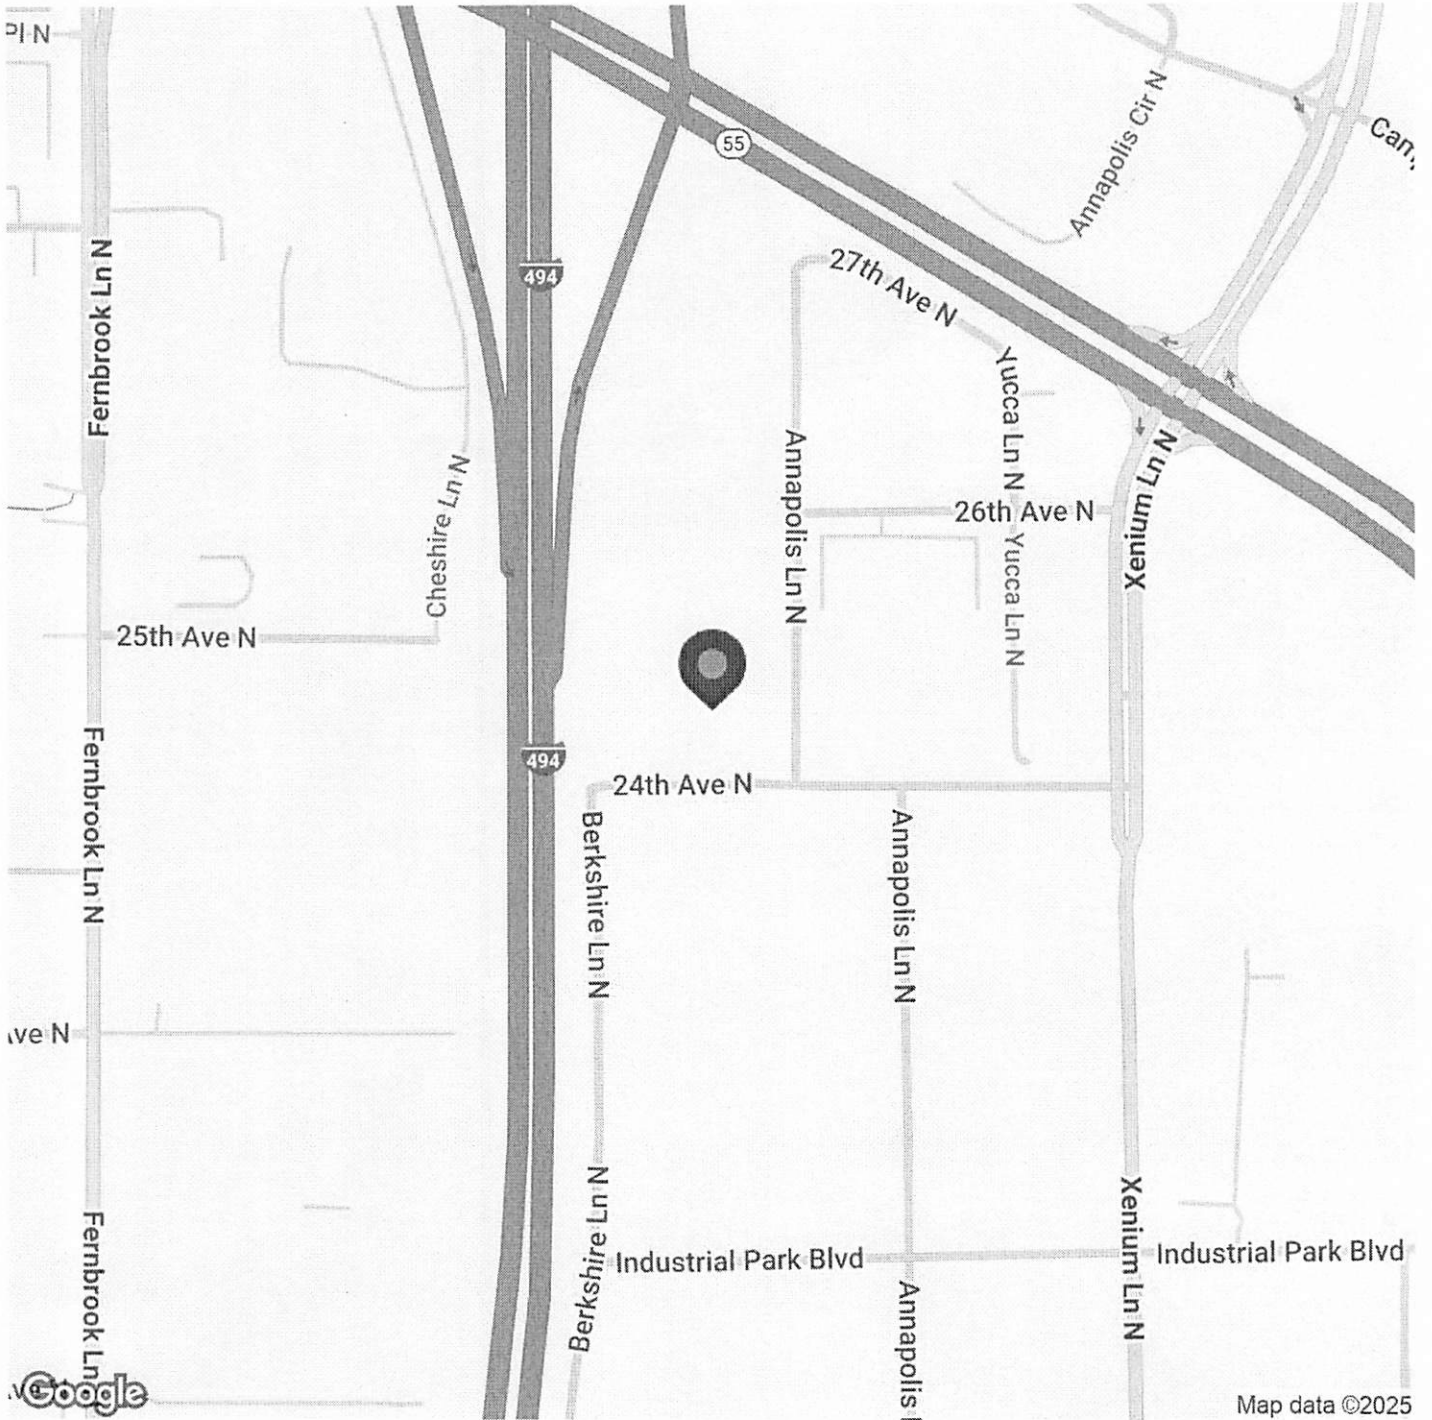 Pl N
55
Annapolis Cir N
Fernbrook Ln N
494
27th Ave N
Yucca Ln N
Annapolis Ln N
Cheshire Ln N
26th Ave N
Xenium Ln N
Yucca Ln N
25th Ave N
494
24th Ave N
Fernbrook Ln N
Berkshire Ln N
Annapolis Ln N
Ave N
Berkshire Ln N
Xenium Ln N
Industrial Park Blvd
Industrial Park Blvd
Fernbrook Ln
Annapolis
Google
Map data ©2025